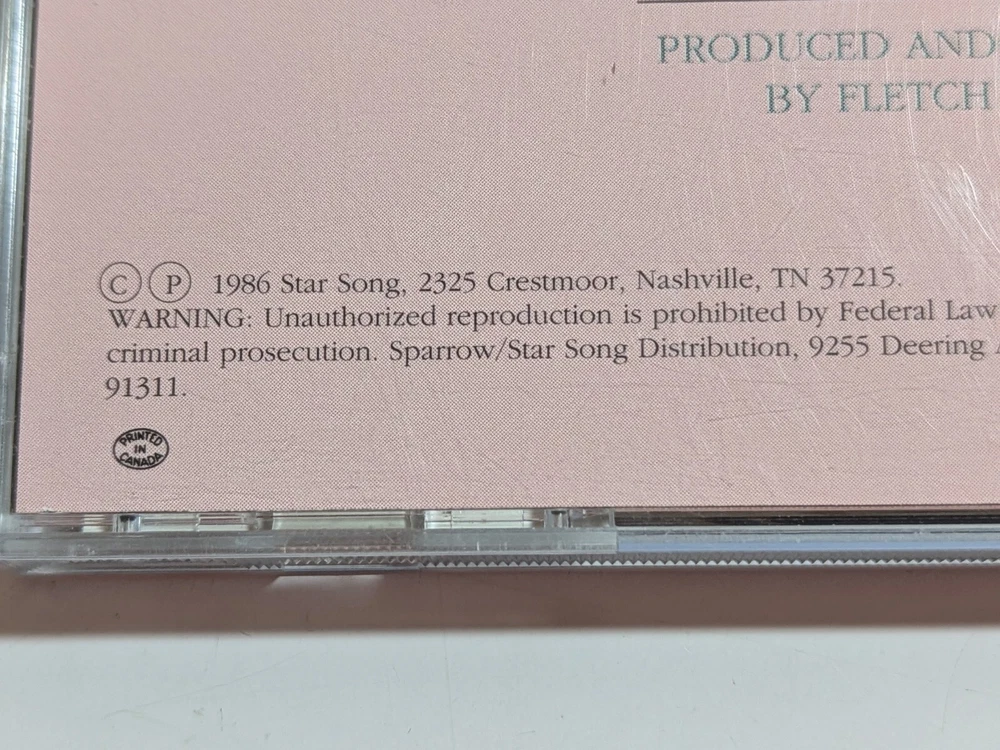 PRODUCED AND
BY FLETCH
Ⓒ Ⓟ 1986 Star Song, 2325 Crestmoor, Nashville, TN 37215.
WARNING: Unauthorized reproduction is prohibited by Federal Law
criminal prosecution. Sparrow/Star Song Distribution, 9255 Deering
91311.
PRINTED
IN
CANADA